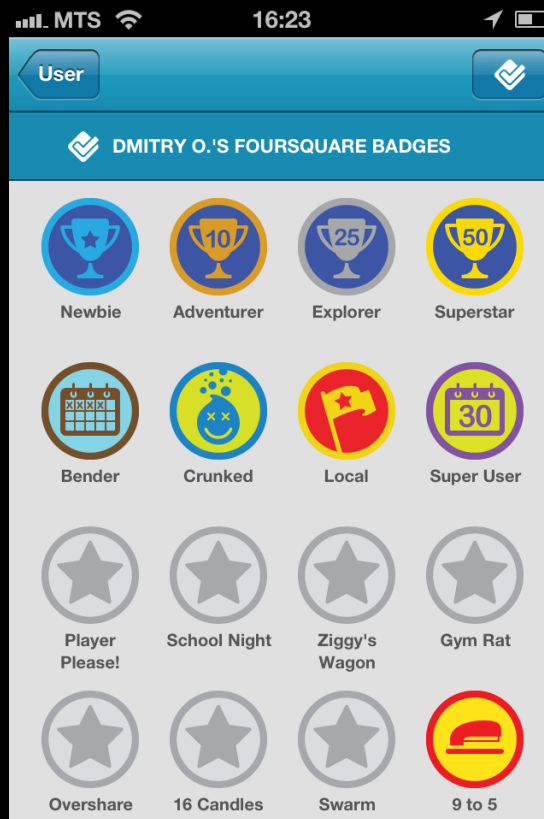 MTS 16:23
User
DMITRY O.'S FOURSQUARE BADGES
10 25 50
Newbie Adventurer Explorer Superstar
XXXX 30
Bender Crunked Local Super User
Player Please! School Night Ziggy's Wagon Gym Rat
Overshare 16 Candles Swarm 9 to 5